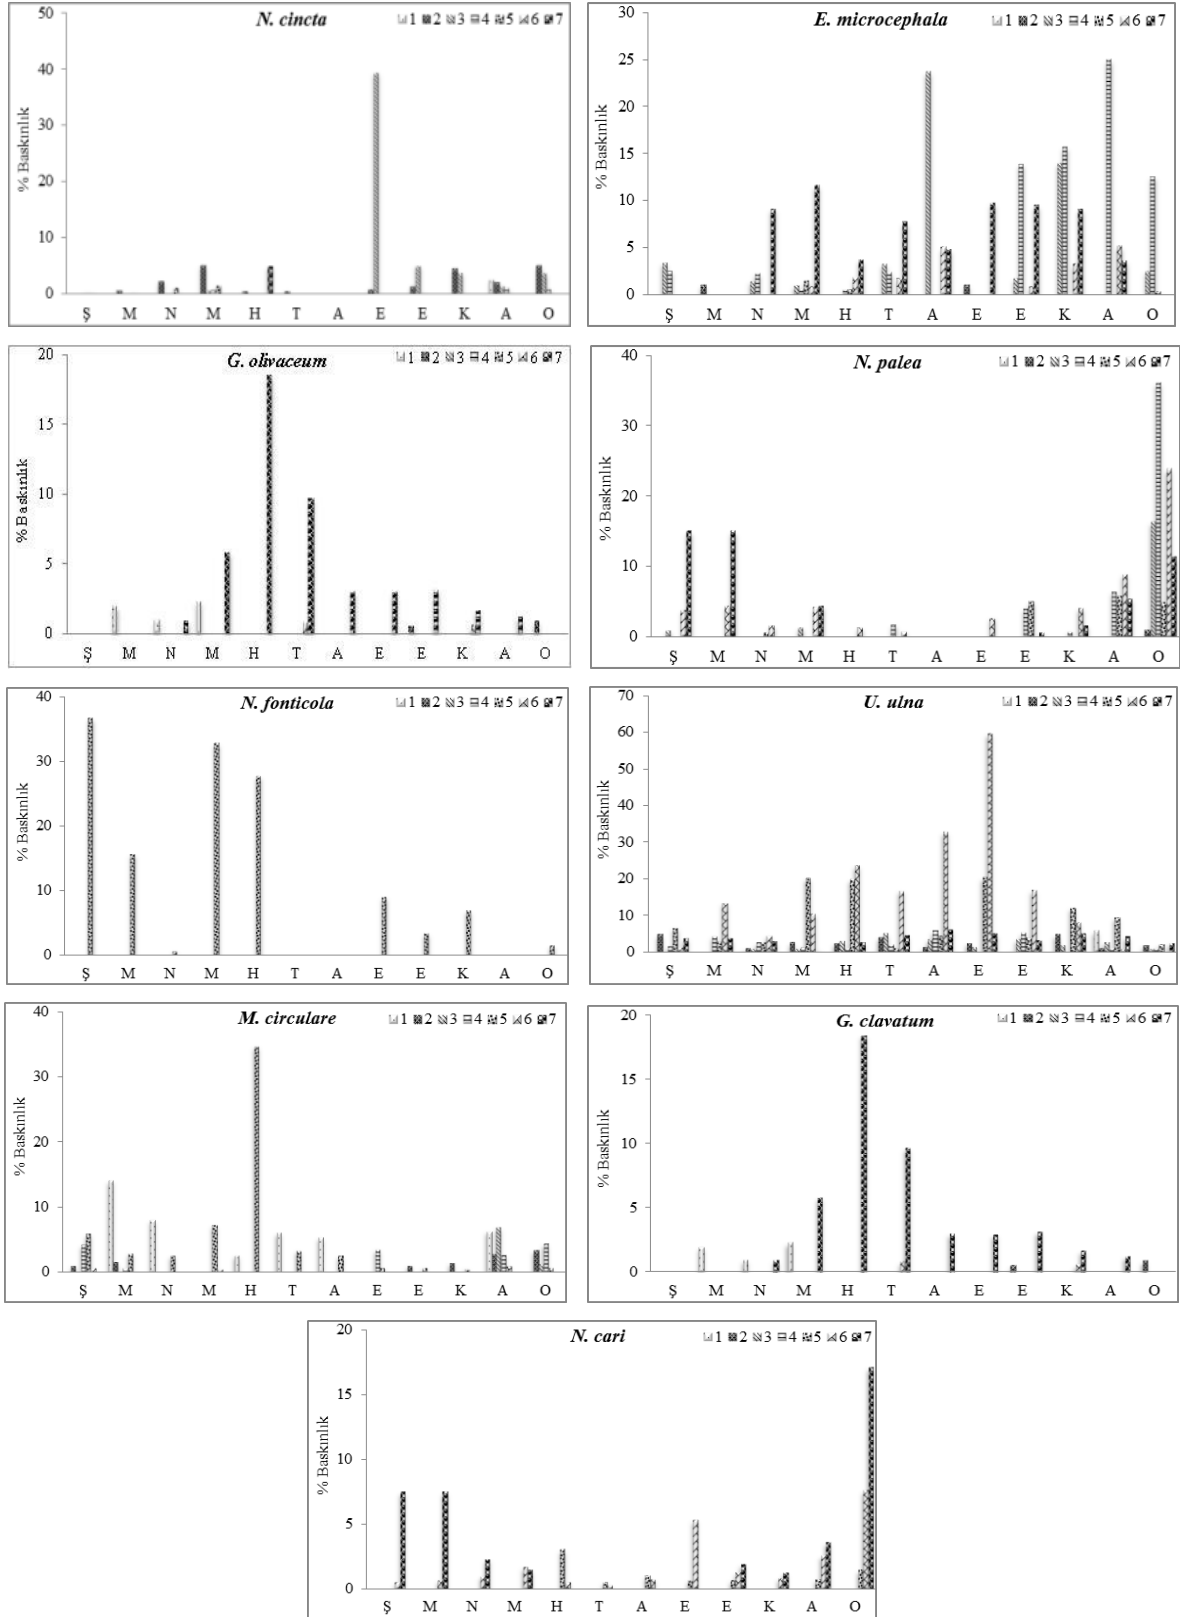 N. cincta
1 2 3 4 5 6 7
% Baskınlık
50
40
30
20
10
0
Ş M N M H T A E E K A O
E. microcephala
1 2 3 4 5 6 7
% Baskınlık
30
25
20
15
10
5
0
Ş M N M H T A E E K A O
G. olivaceum
1 2 3 4 5 6 7
% Baskınlık
20
15
10
5
0
Ş M N M H T A E E K A O
N. palea
1 2 3 4 5 6 7
% Baskınlık
40
30
20
10
0
Ş M N M H T A E E K A O
N. fonticola
1 2 3 4 5 6 7
% Baskınlık
40
30
20
10
0
Ş M N M H T A E E K A O
U. ulna
1 2 3 4 5 6 7
% Baskınlık
70
60
50
40
30
20
10
0
Ş M N M H T A E E K A O
M. circulare
1 2 3 4 5 6 7
% Baskınlık
40
30
20
10
0
Ş M N M H T A E E K A O
G. clavatum
1 2 3 4 5 6 7
% Baskınlık
20
15
10
5
0
Ş M N M H T A E E K A O
N. cari
1 2 3 4 5 6 7
% Baskınlık
20
15
10
5
0
Ş M N M H T A E E K A O